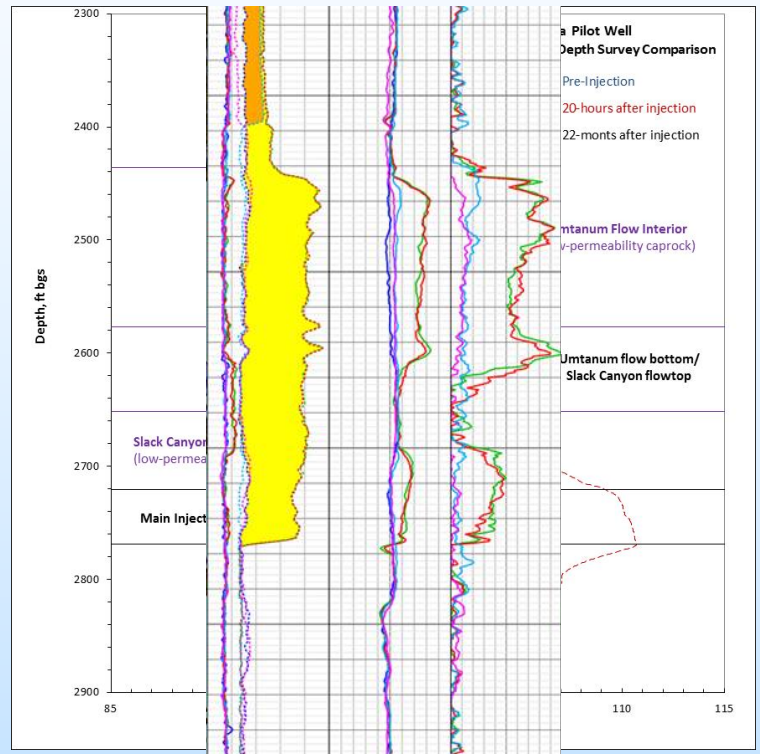 2300
a Pilot Well
Depth Survey Comparison
Pre-Injection
20-hours after injection
22-monts after injection
2400
mtanum Flow Interior
w-permeability caprock)
2500
Depth, ft bgs
2600
Umtanum flow bottom/
Slack Canyon flowtop
Slack Canyon
(low-permea
2700
Main Inject
2800
2900
85
110
115